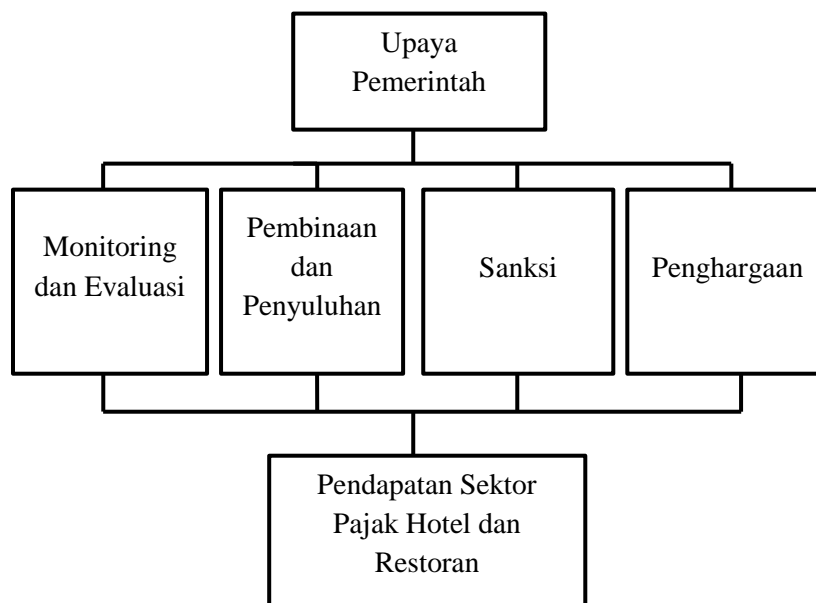 Upaya
Pemerintah
Monitoring
dan Evaluasi
Pembinaan
dan
Penyuluhan
Sanksi
Penghargaan
Pendapatan Sektor
Pajak Hotel dan
Restoran